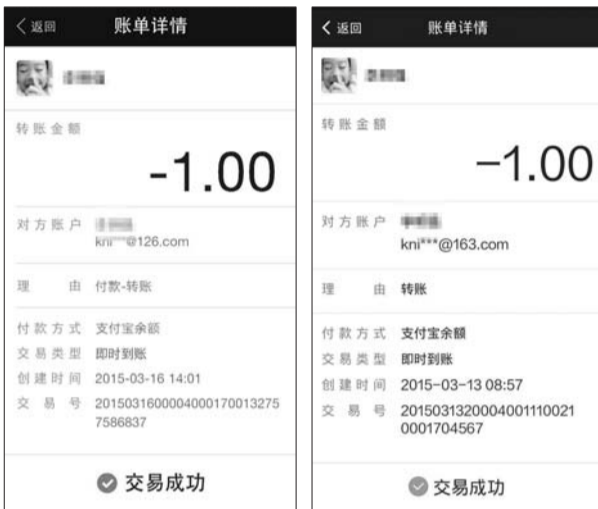 返回
账单详情
转账金额
-1.00
对方账户
kni***@126.com
理由 付款-转账
付款方式 支付宝余额
交易类型 即时到账
创建时间 2015-03-16 14:01
交易号 2015031600004000170013275
7586837
交易成功
返回
账单详情
转账金额
-1.00
对方账户
kni***@163.com
理由 转账
付款方式 支付宝余额
交易类型 即时到账
创建时间 2015-03-13 08:57
交易号 2015031320004001110021
0001704567
交易成功